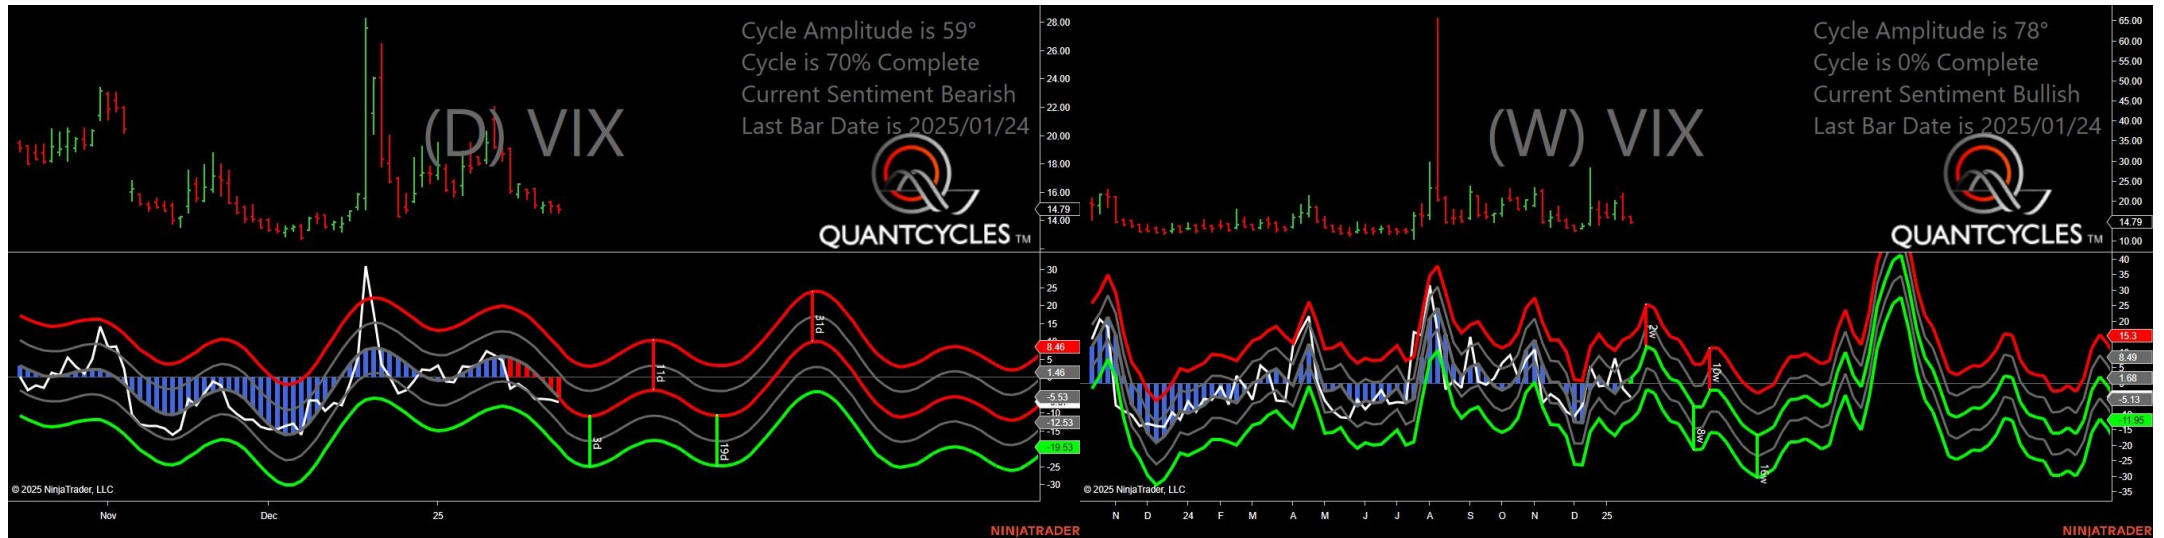 Cycle Amplitude is 59°
Cycle is 70% Complete
Current Sentiment Bearish
Last Bar Date is 2025/01/24
(D) VIX
QUANTCYCLES TM
28.00
26.00
24.00
22.00
20.00
18.00
16.00
14.79
14.00
30
20
15
8.46
5
1.46
-5.53
-10
-12.53
-15
-19.53
-25
-30
11d
31d
3d
19d
© 2025 NinjaTrader, LLC
Nov
Dec
25
NINJATRADER
Cycle Amplitude is 78°
Cycle is 0% Complete
Current Sentiment Bullish
Last Bar Date is 2025/01/24
(W) VIX
QUANTCYCLES TM
65.00
60.00
55.00
50.00
45.00
40.00
35.00
30.00
25.00
20.00
14.79
10.00
40
35
30
25
20
15.3
8.49
5
1.68
-5.13
-11.95
-15
-20
-25
-30
-35
2w
10w
8w
16w
© 2025 NinjaTrader, LLC
N D 24 F M A M J J A S O N D 25
NINJATRADER